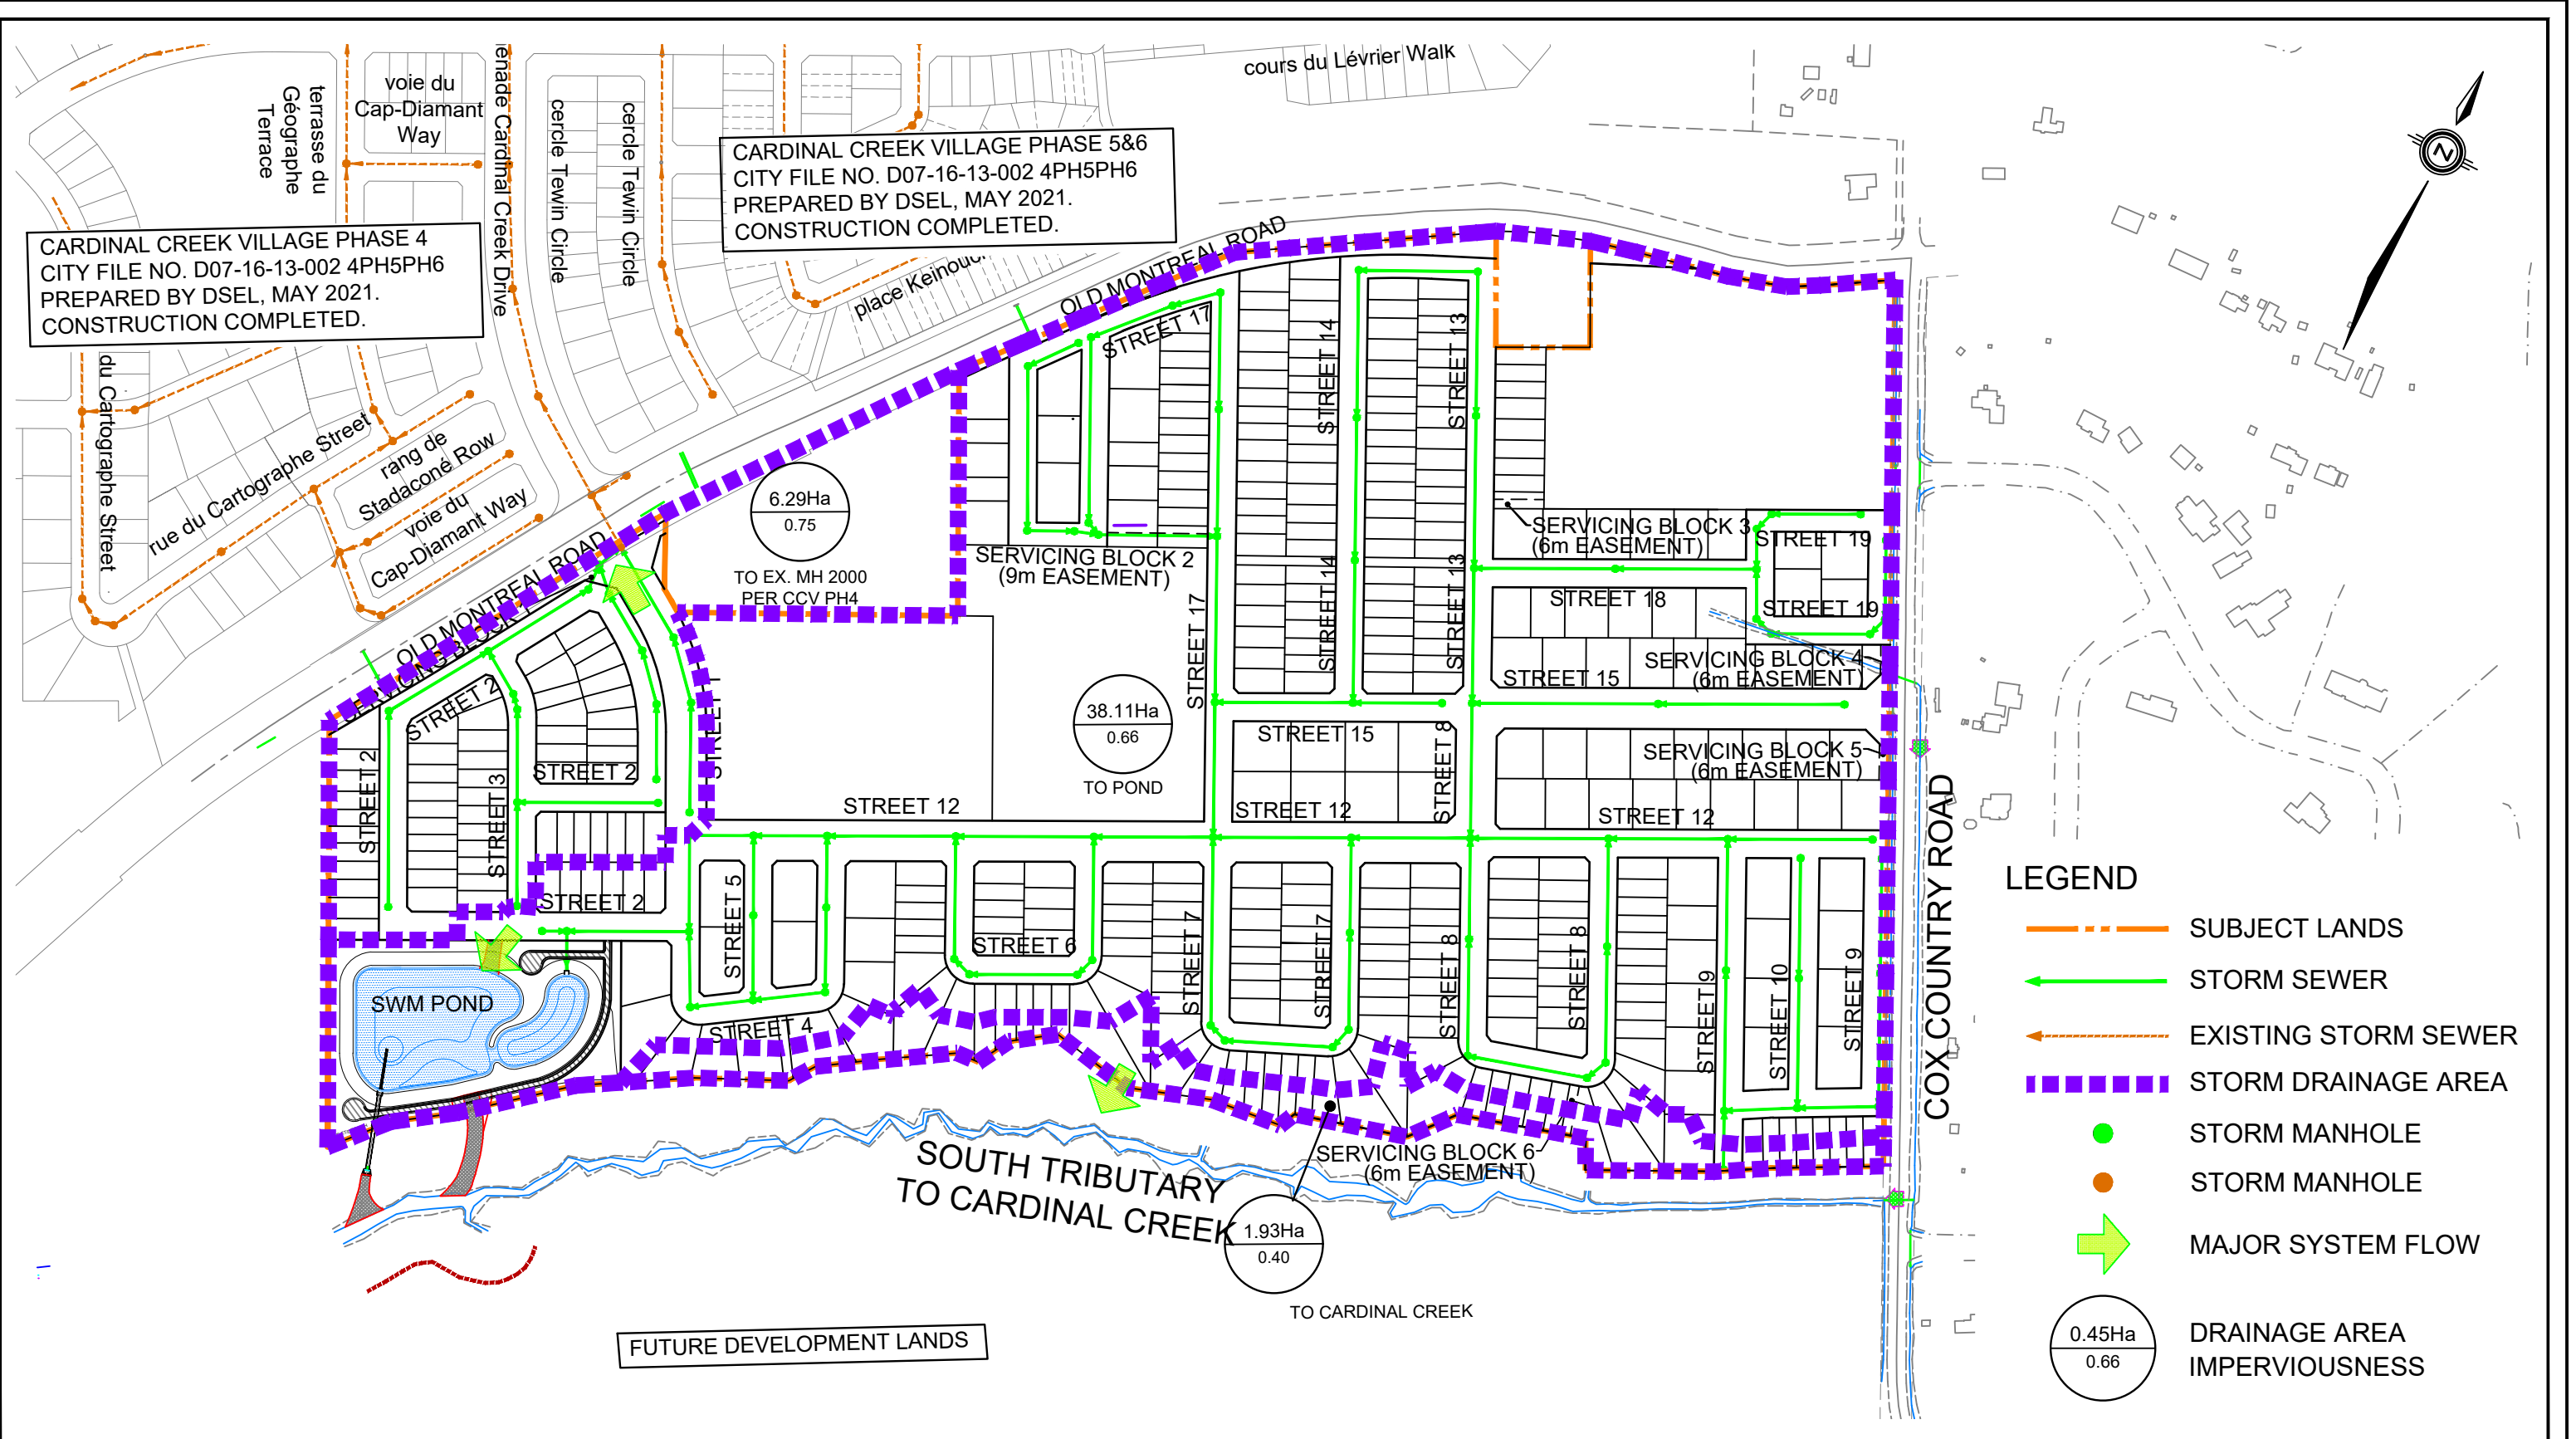 cours du Lévrier Walk
terrasse du
Géographe
Terrace
voie du
Cap-Diamant
Way
enade Cardinal Creek Drive
cercle Tewin Circle
cercle Tewin Circle
CARDINAL CREEK VILLAGE PHASE 5&6
CITY FILE NO. D07-16-13-002 4PH5PH6
PREPARED BY DSEL, MAY 2021.
CONSTRUCTION COMPLETED.
CARDINAL CREEK VILLAGE PHASE 4
CITY FILE NO. D07-16-13-002 4PH5PH6
PREPARED BY DSEL, MAY 2021.
CONSTRUCTION COMPLETED.
N
place Keinouc
OLD MONTREAL ROAD
du Cartographe Street
rue du Cartographe Street
rang de
Stadaconé Row
voie du
Cap-Diamant Way
OLD MONTREAL ROAD
6.29Ha
0.75
TO EX. MH 2000
PER CCV PH4
STREET 17
STREET 14
STREET 13
SERVICING BLOCK 2
(9m EASEMENT)
SERVICING BLOCK 3
(6m EASEMENT)
STREET 19
STREET 14
STREET 13
STREET 17
STREET 18
STREET 19
SERVICING BLOCK 4
(6m EASEMENT)
STREET 15
SERVICING BLOCK
STREET 2
STREET 1
38.11Ha
0.66
TO POND
STREET 15
STREET 8
SERVICING BLOCK 5
(6m EASEMENT)
STREET 2
STREET 3
STREET 2
STREET 12
STREET 12
STREET 12
COX COUNTRY ROAD
STREET 2
STREET 5
STREET 6
STREET 7
STREET 7
STREET 8
STREET 8
STREET 9
STREET 10
STREET 9
SWM POND
STREET 4
SOUTH TRIBUTARY
TO CARDINAL CREEK
SERVICING BLOCK 6
(6m EASEMENT)
1.93Ha
0.40
TO CARDINAL CREEK
FUTURE DEVELOPMENT LANDS
LEGEND
SUBJECT LANDS
STORM SEWER
EXISTING STORM SEWER
STORM DRAINAGE AREA
STORM MANHOLE
STORM MANHOLE
MAJOR SYSTEM FLOW
0.45Ha
0.66
DRAINAGE AREA
IMPERVIOUSNESS